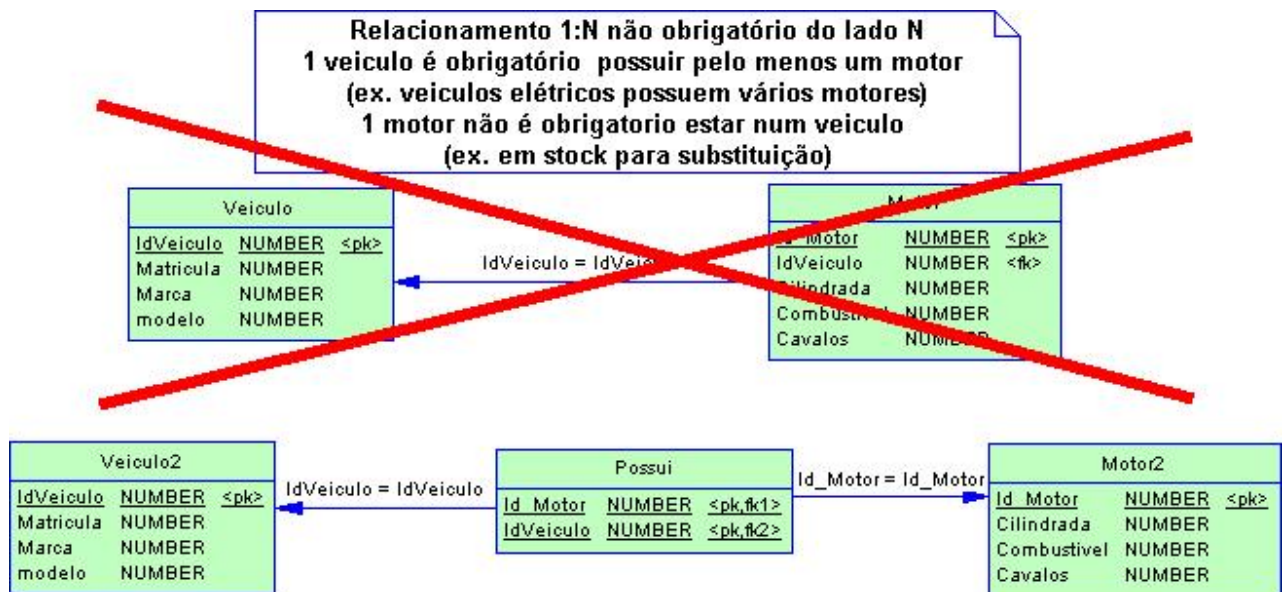 Relacionamento 1:N não obrigatório do lado N
1 veiculo é obrigatório possuir pelo menos um motor
(ex. veiculos elétricos possuem vários motores)
1 motor não é obrigatorio estar num veiculo
(ex. em stock para substituição)
Veiculo
IdVeiculo NUMBER <pk>
Matricula NUMBER
Marca NUMBER
modelo NUMBER
IdVeiculo =
Id_Motor NUMBER <pk>
IdVeiculo NUMBER <fk>
Cilindrada NUMBER
NUMBER
Cavalos NUMBER
Veiculo2
IdVeiculo NUMBER <pk>
Matricula NUMBER
Marca NUMBER
modelo NUMBER
IdVeiculo = IdVeiculo
Possui
Id_Motor NUMBER <pk,fk1>
IdVeiculo NUMBER <pk,fk2>
Id_Motor = Id_Motor
Motor2
Id_Motor NUMBER <pk>
Cilindrada NUMBER
Combustivel NUMBER
Cavalos NUMBER